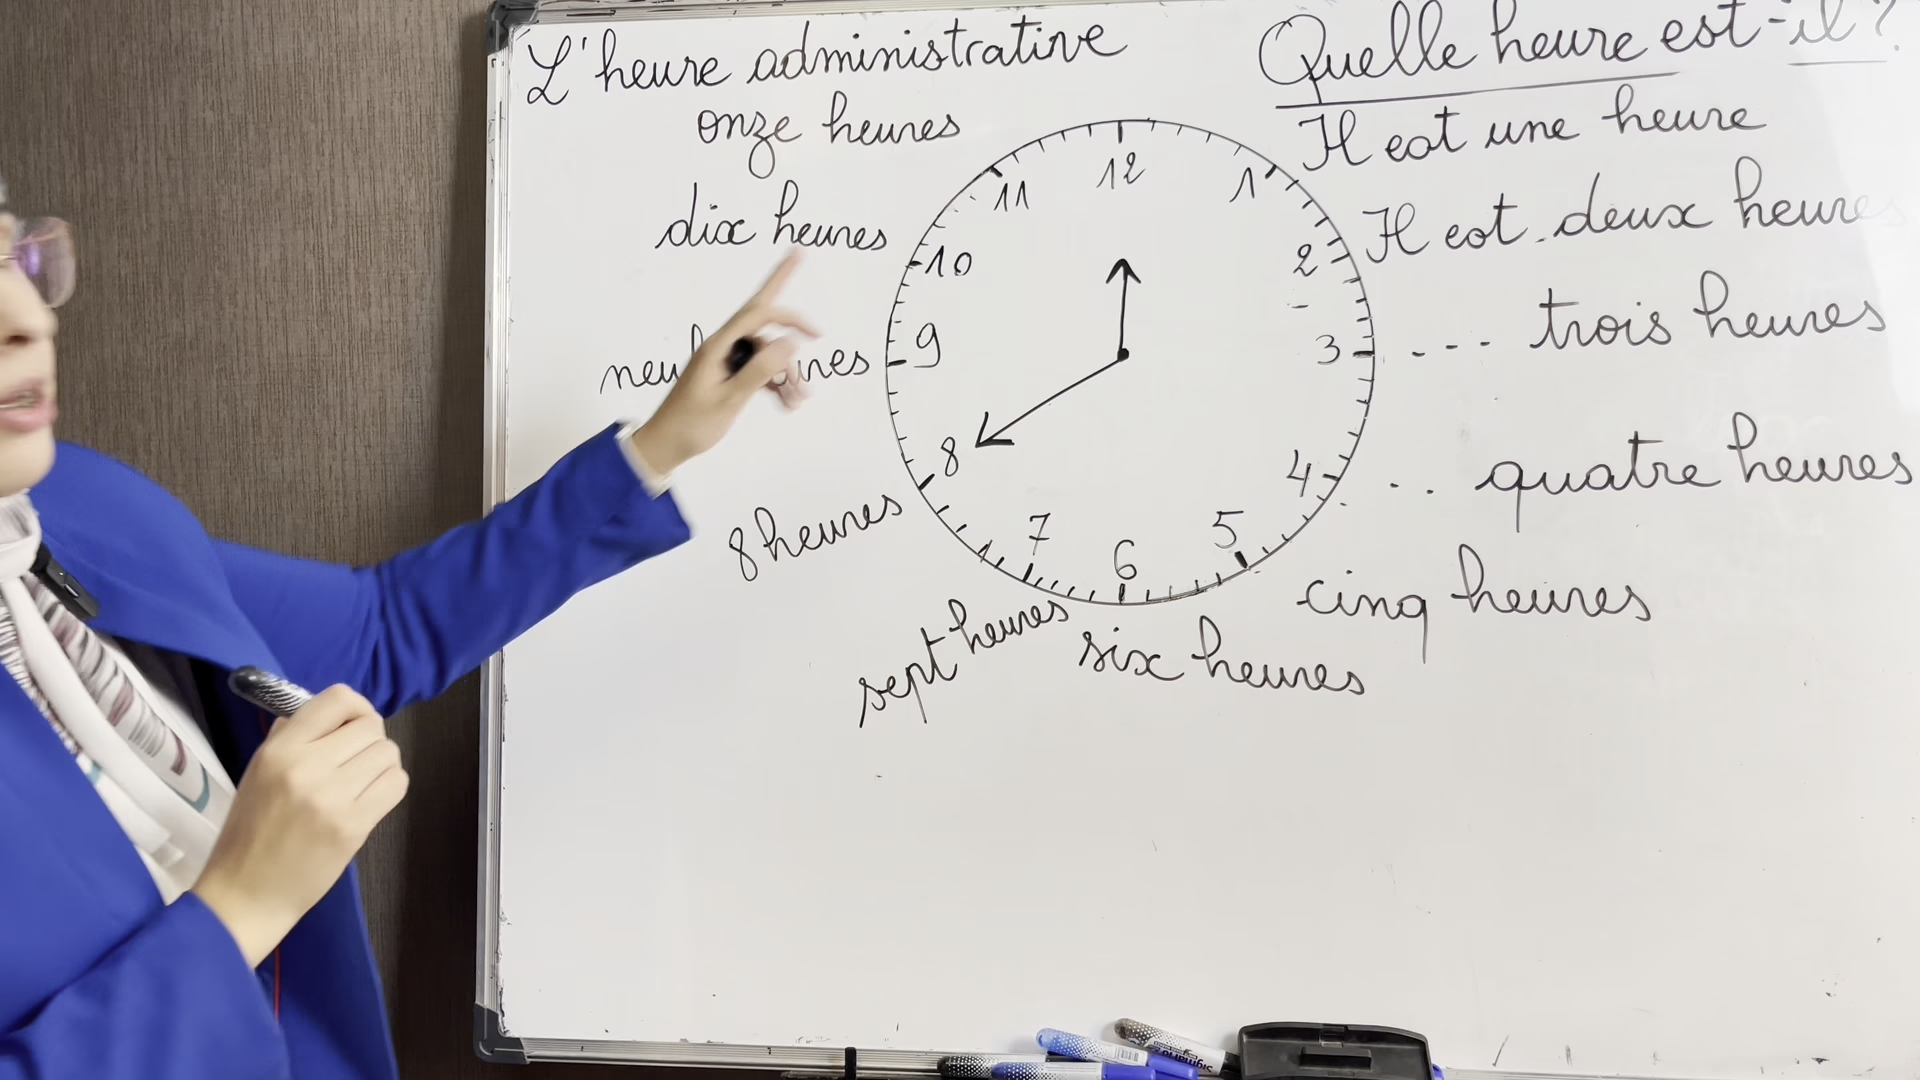 L'heure administrative
Quelle heure est-il?
onze heures
Il est une heure
dix heures
Il est deux heures
... trois heures
... quatre heures
8 heures
cinq heures
sept heures
six heures
12
11
1
10
2
9
3
8
4
7
5
6